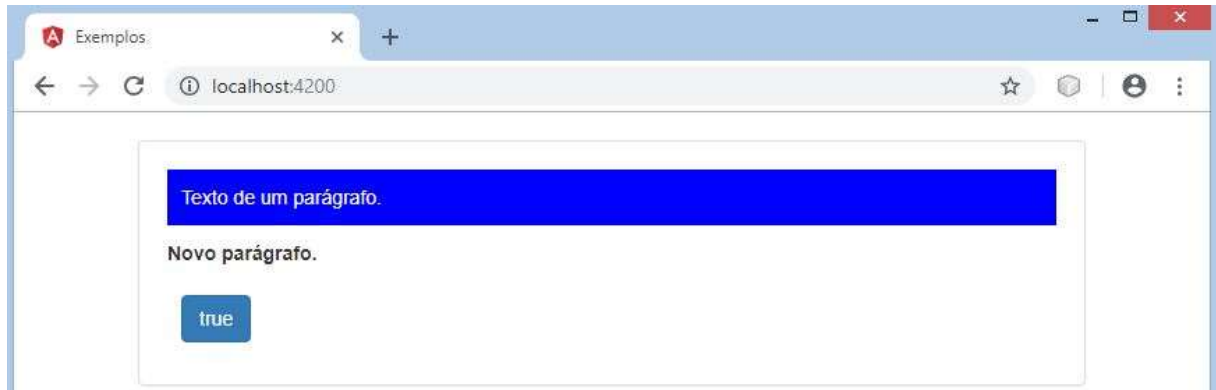 Exemplos
localhost:4200
Texto de um parágrafo.
Novo parágrafo.
true